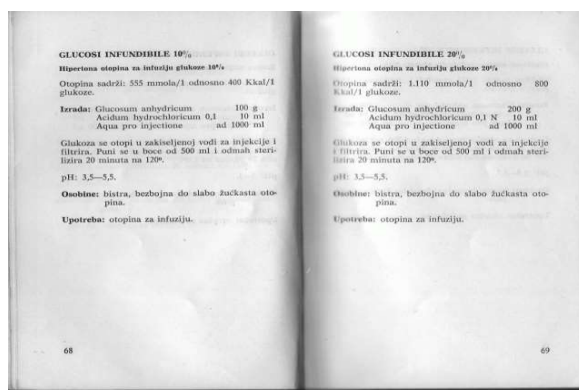 GLUCOSI INFUNDIBILE 10%
Hipertona otopina za infuziju glukoze 10%
Otopina sadrži: 555 mmola/l odnosno 400 Kkal/l
glukoze.
Izrada: Glucosum anhydricum 100 g
Acidum hydrochloricum 0,1 10 ml
Aqua pro injectione ad 1000 ml
Glukoza se otopi u zakiseljenoj vodi za injekcije i
filtrira. Puni se u boce od 500 ml i odmah steri-
lizira 20 minuta na 120º.
pH: 3,5—5,5.
Osobine: bistra, bezbojna do slabo žućkasta oto-
pina.
Upotreba: otopina za infuziju.
68
GLUCOSI INFUNDIBILE 20%
Hipertona otopina za infuziju glukoze 20%
Otopina sadrži: 1.110 mmola/l odnosno 800
Kkal/l glukoze.
Izrada: Glucosum anhydricum 200 g
Acidum hydrochloricum 0,1 N 10 ml
Aqua pro injectione ad 1000 ml
Glukoza se otopi u zakiseljenoj vodi za injekcije
i filtrira. Puni se u boce od 500 ml i odmah steri-
lizira 20 minuta na 120º.
pH: 3,5—5,5.
Osobine: bistra, bezbojna do slabo žućkasta oto-
pina.
Upotreba: otopina za infuziju.
69